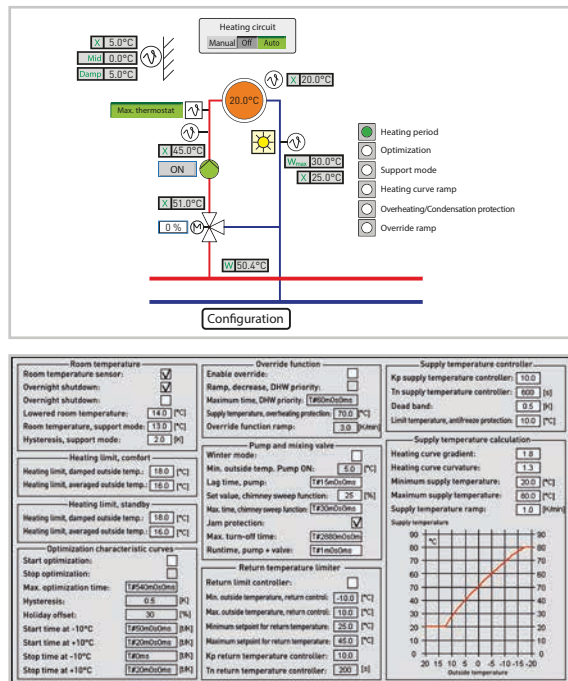 Heating circuit
Manual Off Auto
X 5.0°C
Mid 0.0°C
Damp 5.0°C
X 20.0°C
20.0°C
Max. thermostat
X 45.0°C
ON
Wmax 30.0°C
X 25.0°C
X 51.0°C
0 % M
W 50.4°C
Heating period
Optimization
Support mode
Heating curve ramp
Overheating/Condensation protection
Override ramp
Configuration
Room temperature
Room temperature sensor:
Overnight shutdown:
Overnight shutdown:
Lowered room temperature: 14.0 [°C]
Room temperature, support mode: 13.0 [°C]
Hysteresis, support mode: 2.0 [K]
Heating limit, comfort
Heating limit, damped outside temp.: 18.0 [°C]
Heating limit, averaged outside temp.: 16.0 [°C]
Heating limit, standby
Heating limit, damped outside temp.: 18.0 [°C]
Heating limit, averaged outside temp.: 16.0 [°C]
Optimization characteristic curves
Start optimization:
Stop optimization:
Max. optimization time: T#540m0s0ms
Hysteresis: 0.5 [K]
Holiday offset: 30 [%]
Start time at -10°C T#50m0s0ms [t/K]
Start time at +10°C T#20m0s0ms [t/K]
Stop time at -10°C T#0ms [t/K]
Stop time at +10°C T#20m0s0ms [t/K]
Override function
Enable override:
Ramp, decrease, DHW priority:
Maximum time, DHW priority: T#60m0s0ms
Supply temperature, overheating protection: 70.0 [°C]
Override function ramp: 3.0 [K/min]
Pump and mixing valve
Winter mode:
Min. outside temp. Pump ON: 5.0 [°C]
Lag time, pump: T#15m0s0ms
Set value, chimney sweep function: 25 [%]
Max. time, chimney sweep function: T#30m0s0ms
Jam protection:
Max. turn-off time: T#2880m0s0m
Runtime, pump + valve: T#1m0s0ms
Return temperature limiter
Return limit controller:
Min. outside temperature, return control: -10.0 [°C]
Max. outside temperature, return control: 10.0 [°C]
Minimum setpoint for return temperature: 25.0 [°C]
Maximum setpoint for return temperature: 45.0 [°C]
Kp return temperature controller: 10.0
Tn return temperature controller: 200 [s]
Supply temperature controller
Kp supply temperature controller: 10.0
Tn supply temperature controller: 600 [s]
Dead band: 0.5 [K]
Limit temperature, antifreeze protection: 10.0 [°C]
Supply temperature calculation
Heating curve gradient: 1.8
Heating curve curvature: 1.3
Minimum supply temperature: 20.0 [°C]
Maximum supply temperature: 80.0 [°C]
Supply temperature ramp: 1.0 [K/min]
Supply temperature
90 °C 90
80 80
70 70
60 60
50 50
40 40
30 30
20 20
10 10
0 0
20 15 10 5 0 -5 -10 -15 -20
Outside temperature